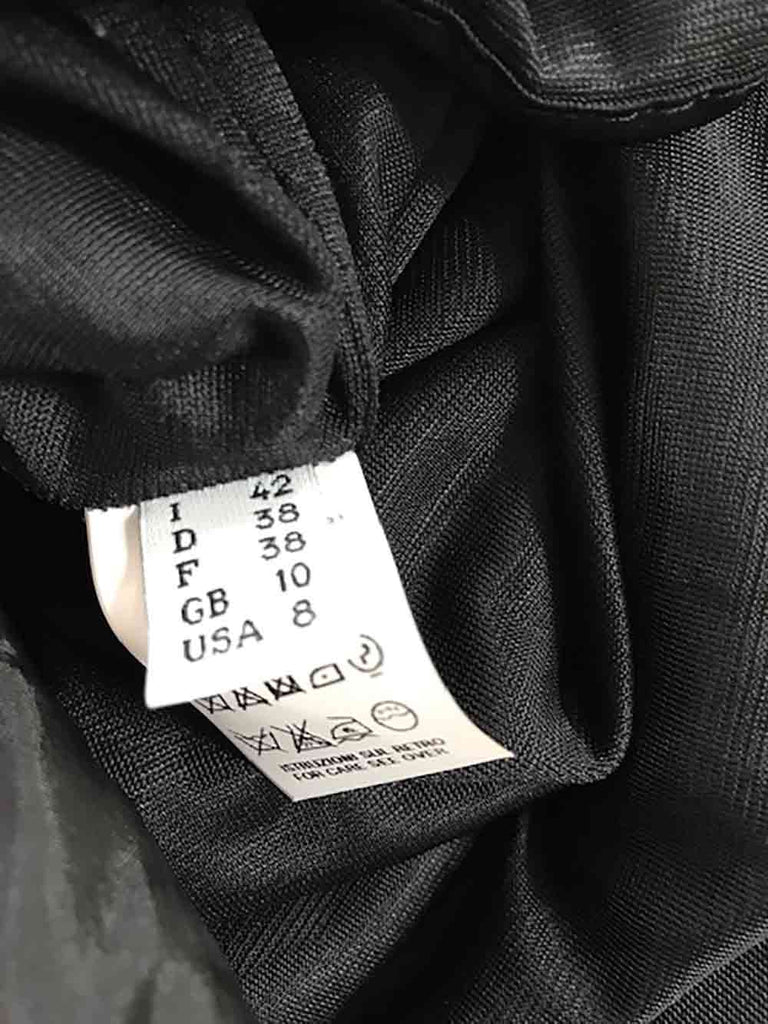 I 42
D 38
F 38
GB 10
USA 8
ISTRUZIONI SUL RETRO
FOR CARE SEE OVER